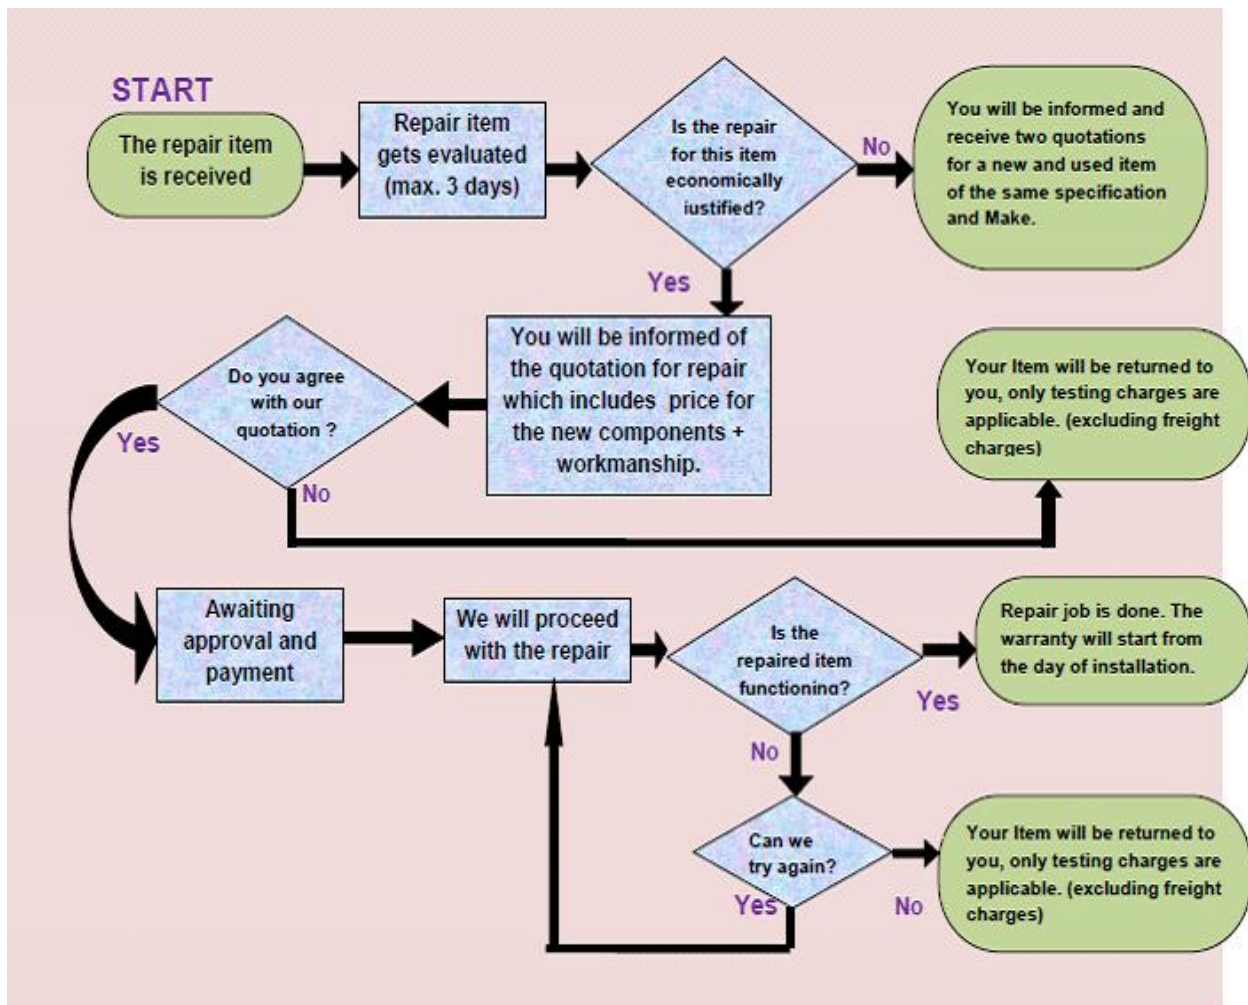 START
The repair item
is received
Repair item
gets evaluated
(max. 3 days)
Is the repair
for this item
economically
justified?
No
You will be informed and
receive two quotations
for a new and used item
of the same specification
and Make.
Yes
You will be informed of
the quotation for repair
which includes price for
the new components +
workmanship.
Do you agree
with our
quotation ?
Yes
No
Your Item will be returned to
you, only testing charges are
applicable. (excluding freight
charges)
Awaiting
approval and
payment
We will proceed
with the repair
Is the
repaired item
functioning?
Yes
Repair job is done. The
warranty will start from
the day of installation.
No
Can we
try again?
Yes
No
Your Item will be returned to
you, only testing charges are
applicable. (excluding freight
charges)